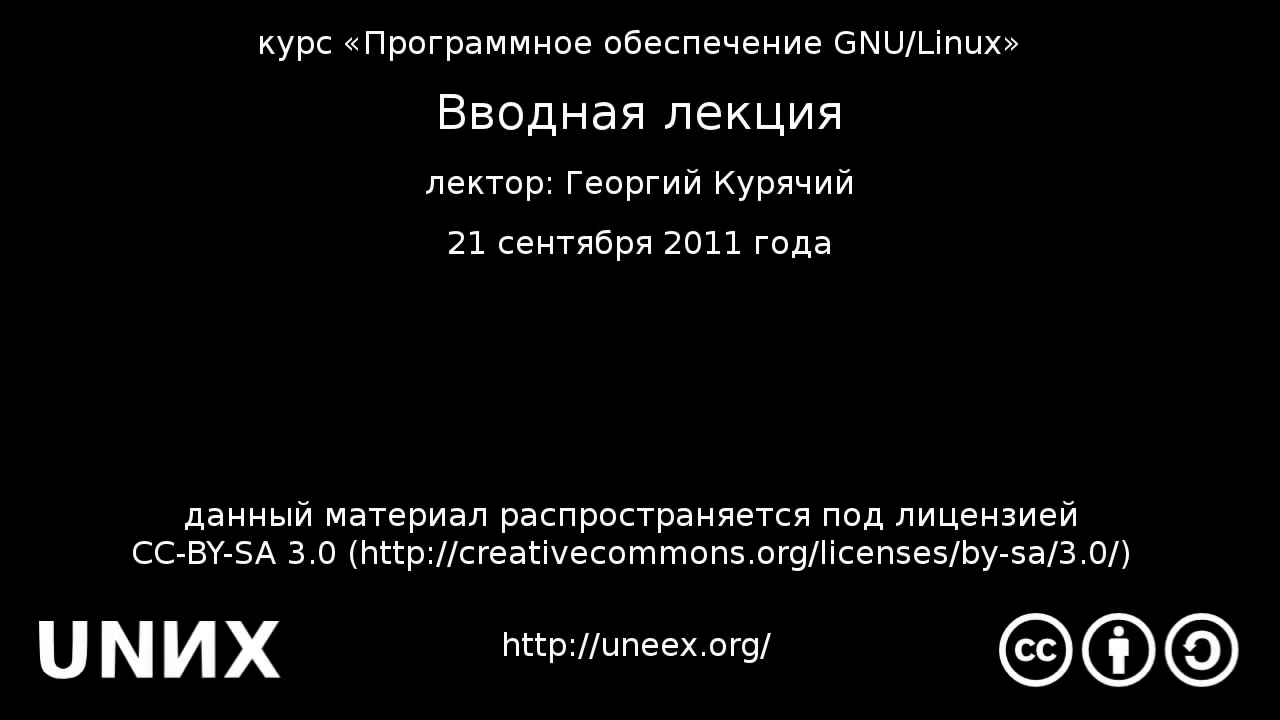 курс «Программное обеспечение GNU/Linux»
Вводная лекция
лектор: Георгий Курячий
21 сентября 2011 года
данный материал распространяется под лицензией
CC-BY-SA 3.0 (http://creativecommons.org/licenses/by-sa/3.0/)
UNИX
http://uneex.org/
cc